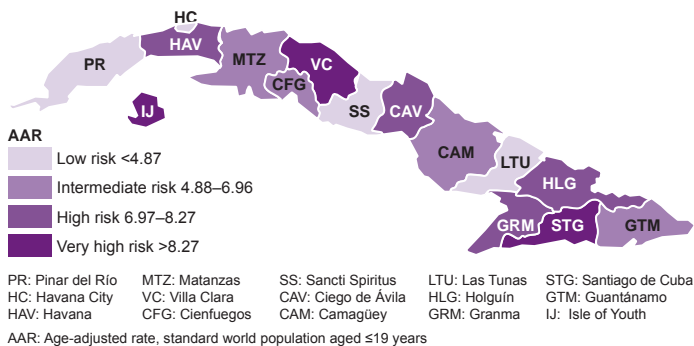 HC
HAV
PR
MTZ
VC
CFG
IJ
SS
CAV
AAR
Low risk <4.87
Intermediate risk 4.88–6.96
High risk 6.97–8.27
Very high risk >8.27
CAM
LTU
HLG
GRM
STG
GTM
PR: Pinar del Río MTZ: Matanzas SS: Sancti Spiritus LTU: Las Tunas STG: Santiago de Cuba
HC: Havana City VC: Villa Clara CAV: Ciego de Ávila HLG: Holguín GTM: Guantánamo
HAV: Havana CFG: Cienfuegos CAM: Camagüey GRM: Granma IJ: Isle of Youth
AAR: Age-adjusted rate, standard world population aged ≤19 years